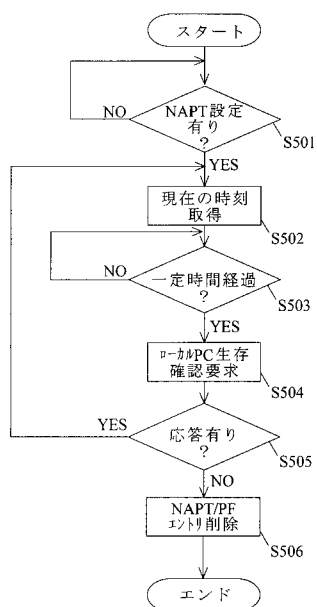 スタート
NAPT設定
有り
?
NO
S501
YES
現在の時刻
取得
S502
一定時間経過
?
NO
S503
YES
ﾛｰｶﾙPC生存
確認要求
S504
YES
応答有り
?
S505
NO
NAPT/PF
ｴﾝﾄﾘ削除
S506
エンド